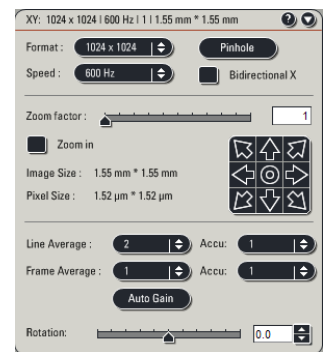 XY: 1024 x 1024 | 600 Hz | 1 | 1.55 mm * 1.55 mm ?
Format : 1024 x 1024 Pinhole
Speed : 600 Hz Bidirectional X
Zoom factor : 1
Zoom in
Image Size : 1.55 mm * 1.55 mm
Pixel Size : 1.52 µm * 1.52 µm
Line Average : 2 Accu: 1
Frame Average : 1 Accu: 1
Auto Gain
Rotation: 0.0